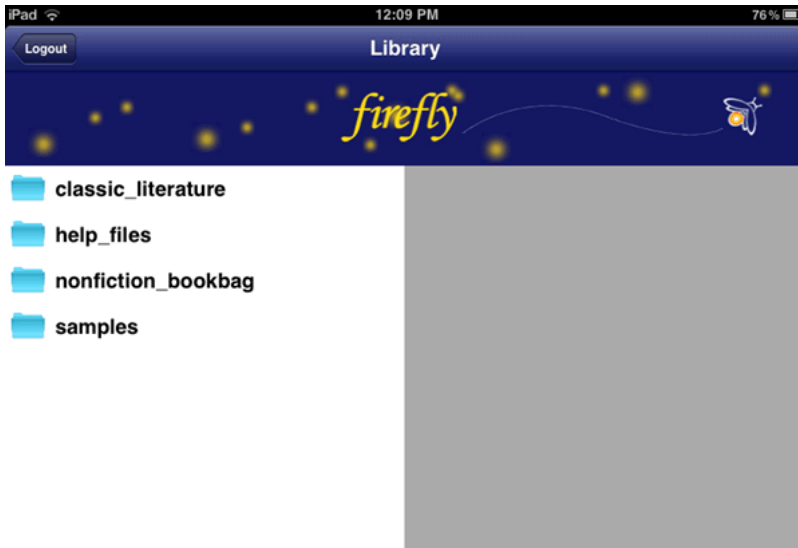 iPad 12:09 PM 76%
Logout Library
firefly
classic_literature
help_files
nonfiction_bookbag
samples